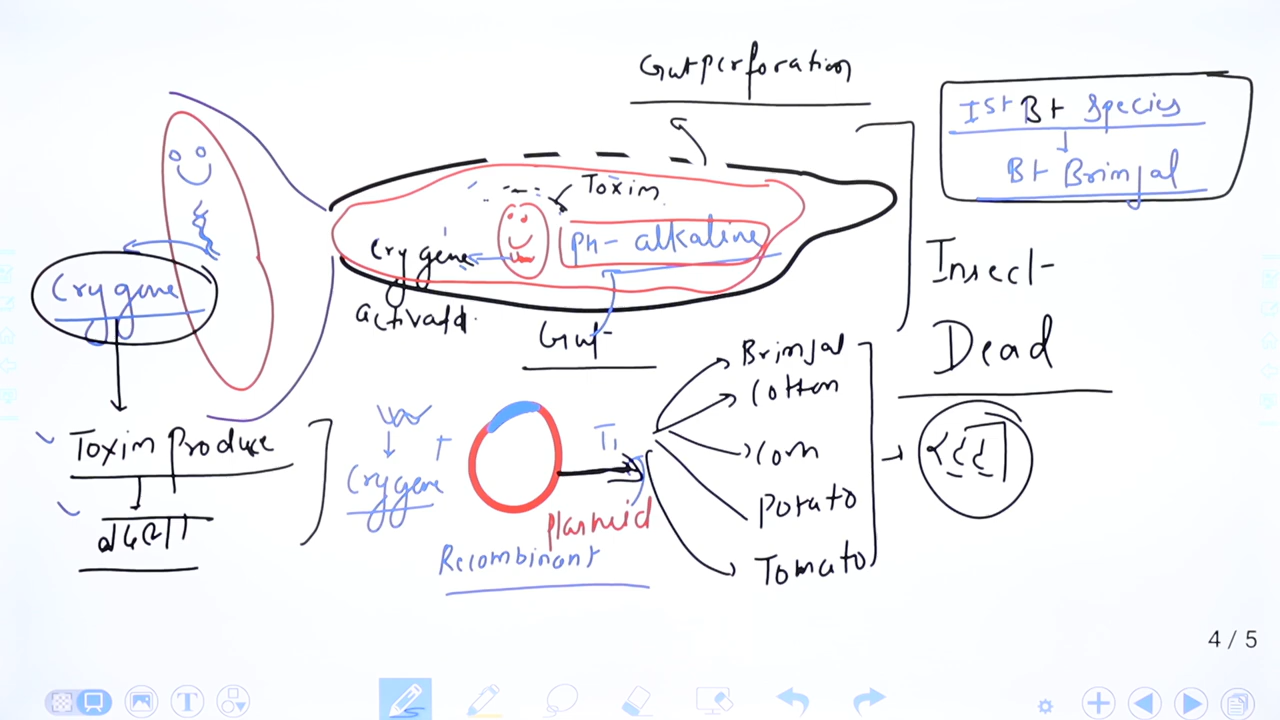 Gut perforation
Ist Bt Species
Bt Brinjal
Toxin
PH- alkaline
Cry gene
activated.
Gut
Cry gene
Insect-
Dead
Toxin Produce
Cry gene
+
Ti
Plasmid
Recombinant
Brinjal
Cotton
Corn
Potato
Tomato
4 / 5